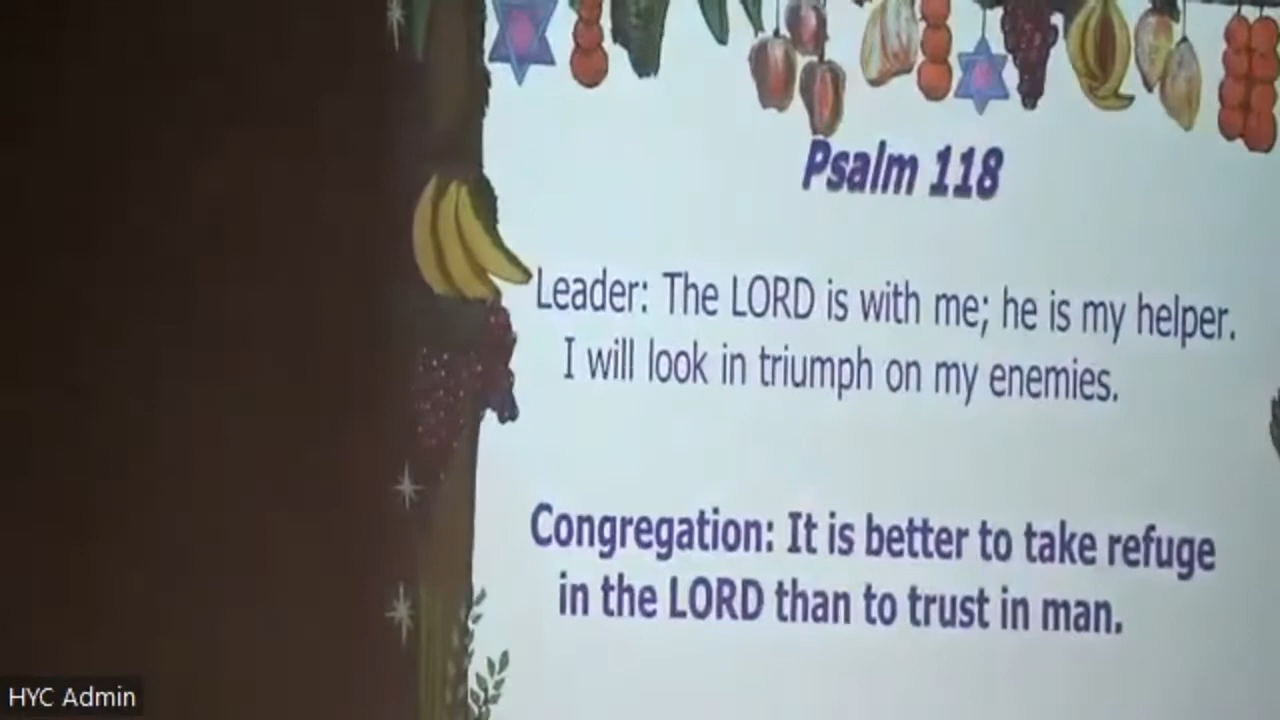 Psalm 118
Leader: The LORD is with me; he is my helper.
I will look in triumph on my enemies.
Congregation: It is better to take refuge
in the LORD than to trust in man.
HYC Admin